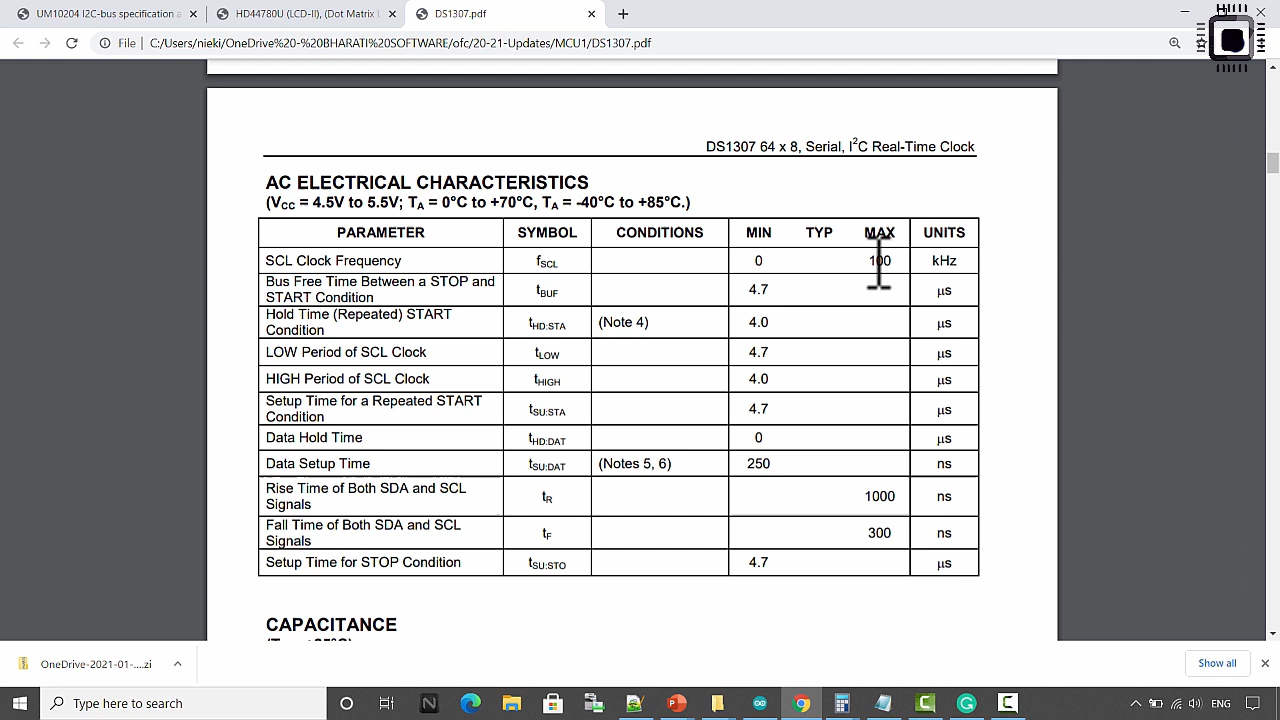 UM10204 I2C-bus specification a
HD44780U (LCD-II), (Dot Matrix L
DS1307.pdf
File
C:/Users/nieki/OneDrive%20-%20BHARATI%20SOFTWARE/ofc/20-21_updated/MCU1/DS1307.pdf
DS1307 64 x 8, Serial, I2C Real-Time Clock
AC ELECTRICAL CHARACTERISTICS
(VCC = 4.5V to 5.5V; TA = 0°C to +70°C, TA = -40°C to +85°C.)
PARAMETER SYMBOL CONDITIONS MIN TYP MAX UNITS
SCL Clock Frequency fSCL 0 100 kHz
Bus Free Time Between a STOP and
START Condition tBUF 4.7 μs
Hold Time (Repeated) START
Condition tHD:STA (Note 4) 4.0 μs
LOW Period of SCL Clock tLOW 4.7 μs
HIGH Period of SCL Clock tHIGH 4.0 μs
Setup Time for a Repeated START
Condition tSU:STA 4.7 μs
Data Hold Time tHD:DAT 0 μs
Data Setup Time tSU:DAT (Notes 5, 6) 250 ns
Rise Time of Both SDA and SCL
Signals tR 1000 ns
Fall Time of Both SDA and SCL
Signals tF 300 ns
Setup Time for STOP Condition tSU:STO 4.7 μs
CAPACITANCE
OneDrive-2021-01-....zi
Show all
Type here to search
ENG